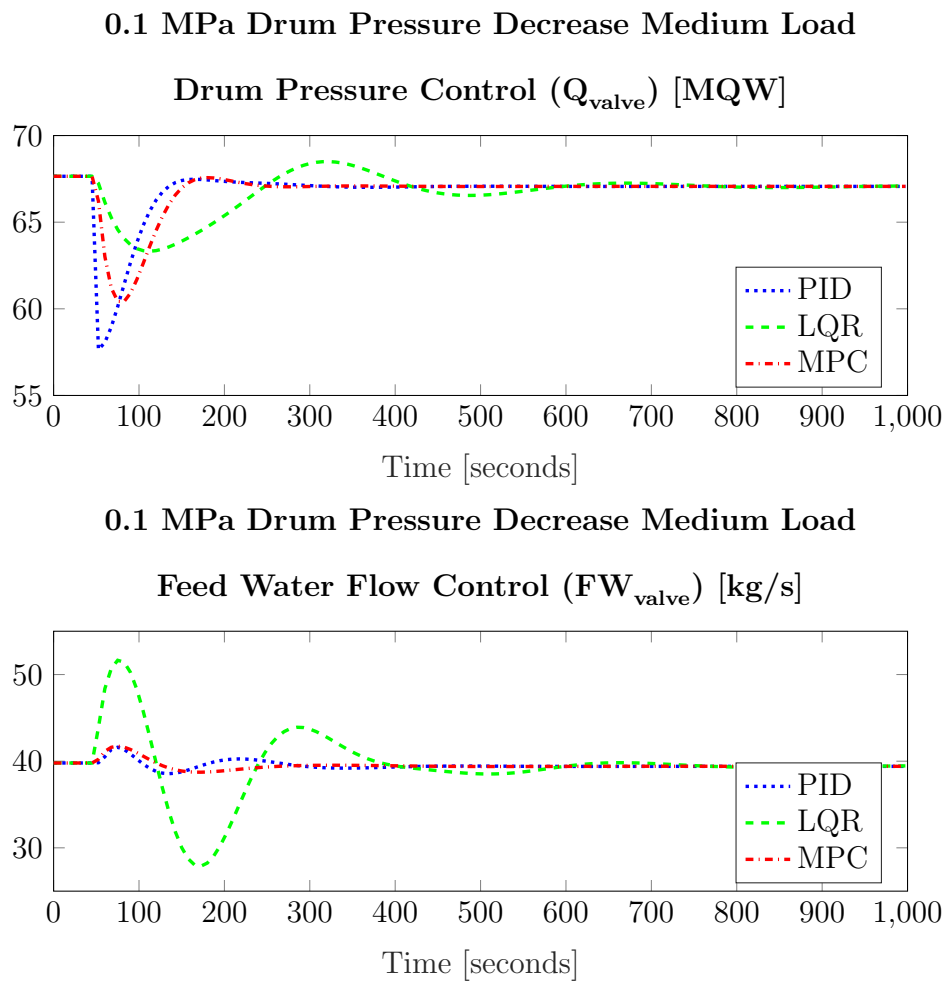 0.1 MPa Drum Pressure Decrease Medium Load
Drum Pressure Control (Qvalve) [MQW]
70
65
60
55
PID
LQR
MPC
0 100 200 300 400 500 600 700 800 900 1,000
Time [seconds]
0.1 MPa Drum Pressure Decrease Medium Load
Feed Water Flow Control (FWvalve) [kg/s]
50
40
30
PID
LQR
MPC
0 100 200 300 400 500 600 700 800 900 1,000
Time [seconds]